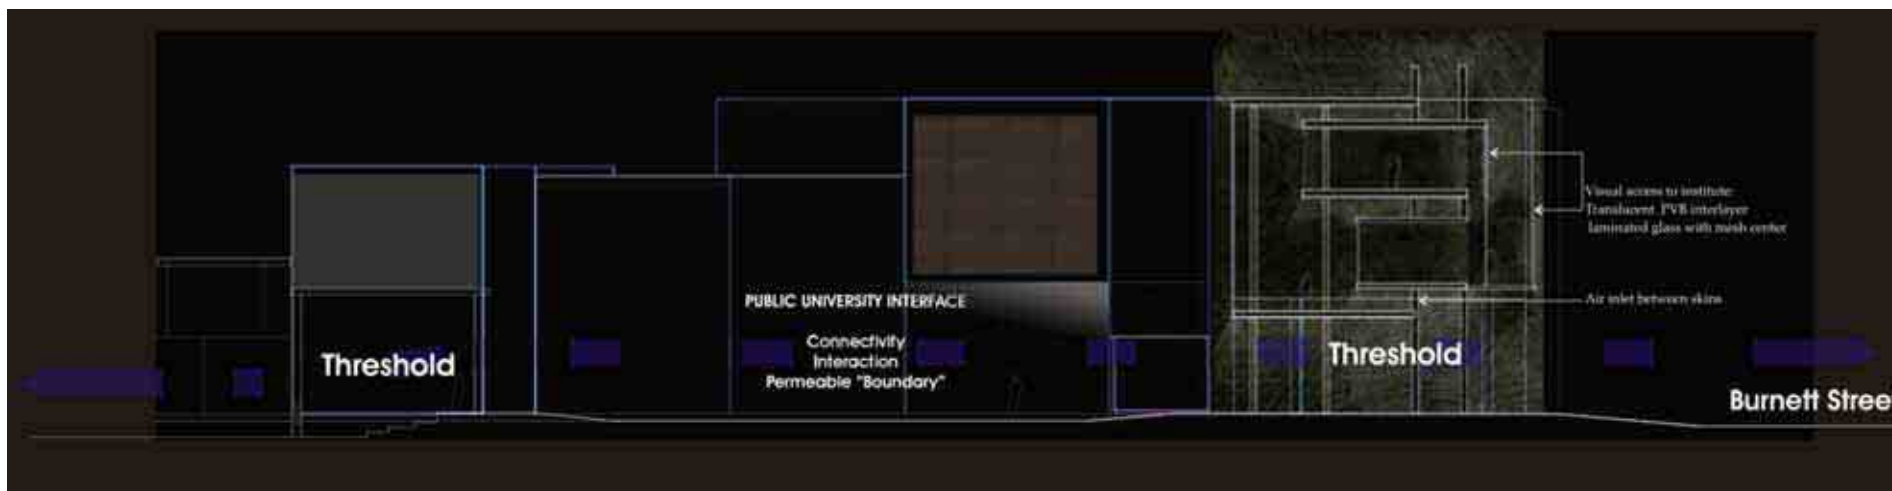 Visual access to institute:
Translucent PVB interlayer
laminated glass with mesh center
PUBLIC UNIVERSITY INTERFACE
Air inlet between skins
Connectivity
Interaction
Permeable "Boundary"
Threshold
Threshold
Burnett Stree